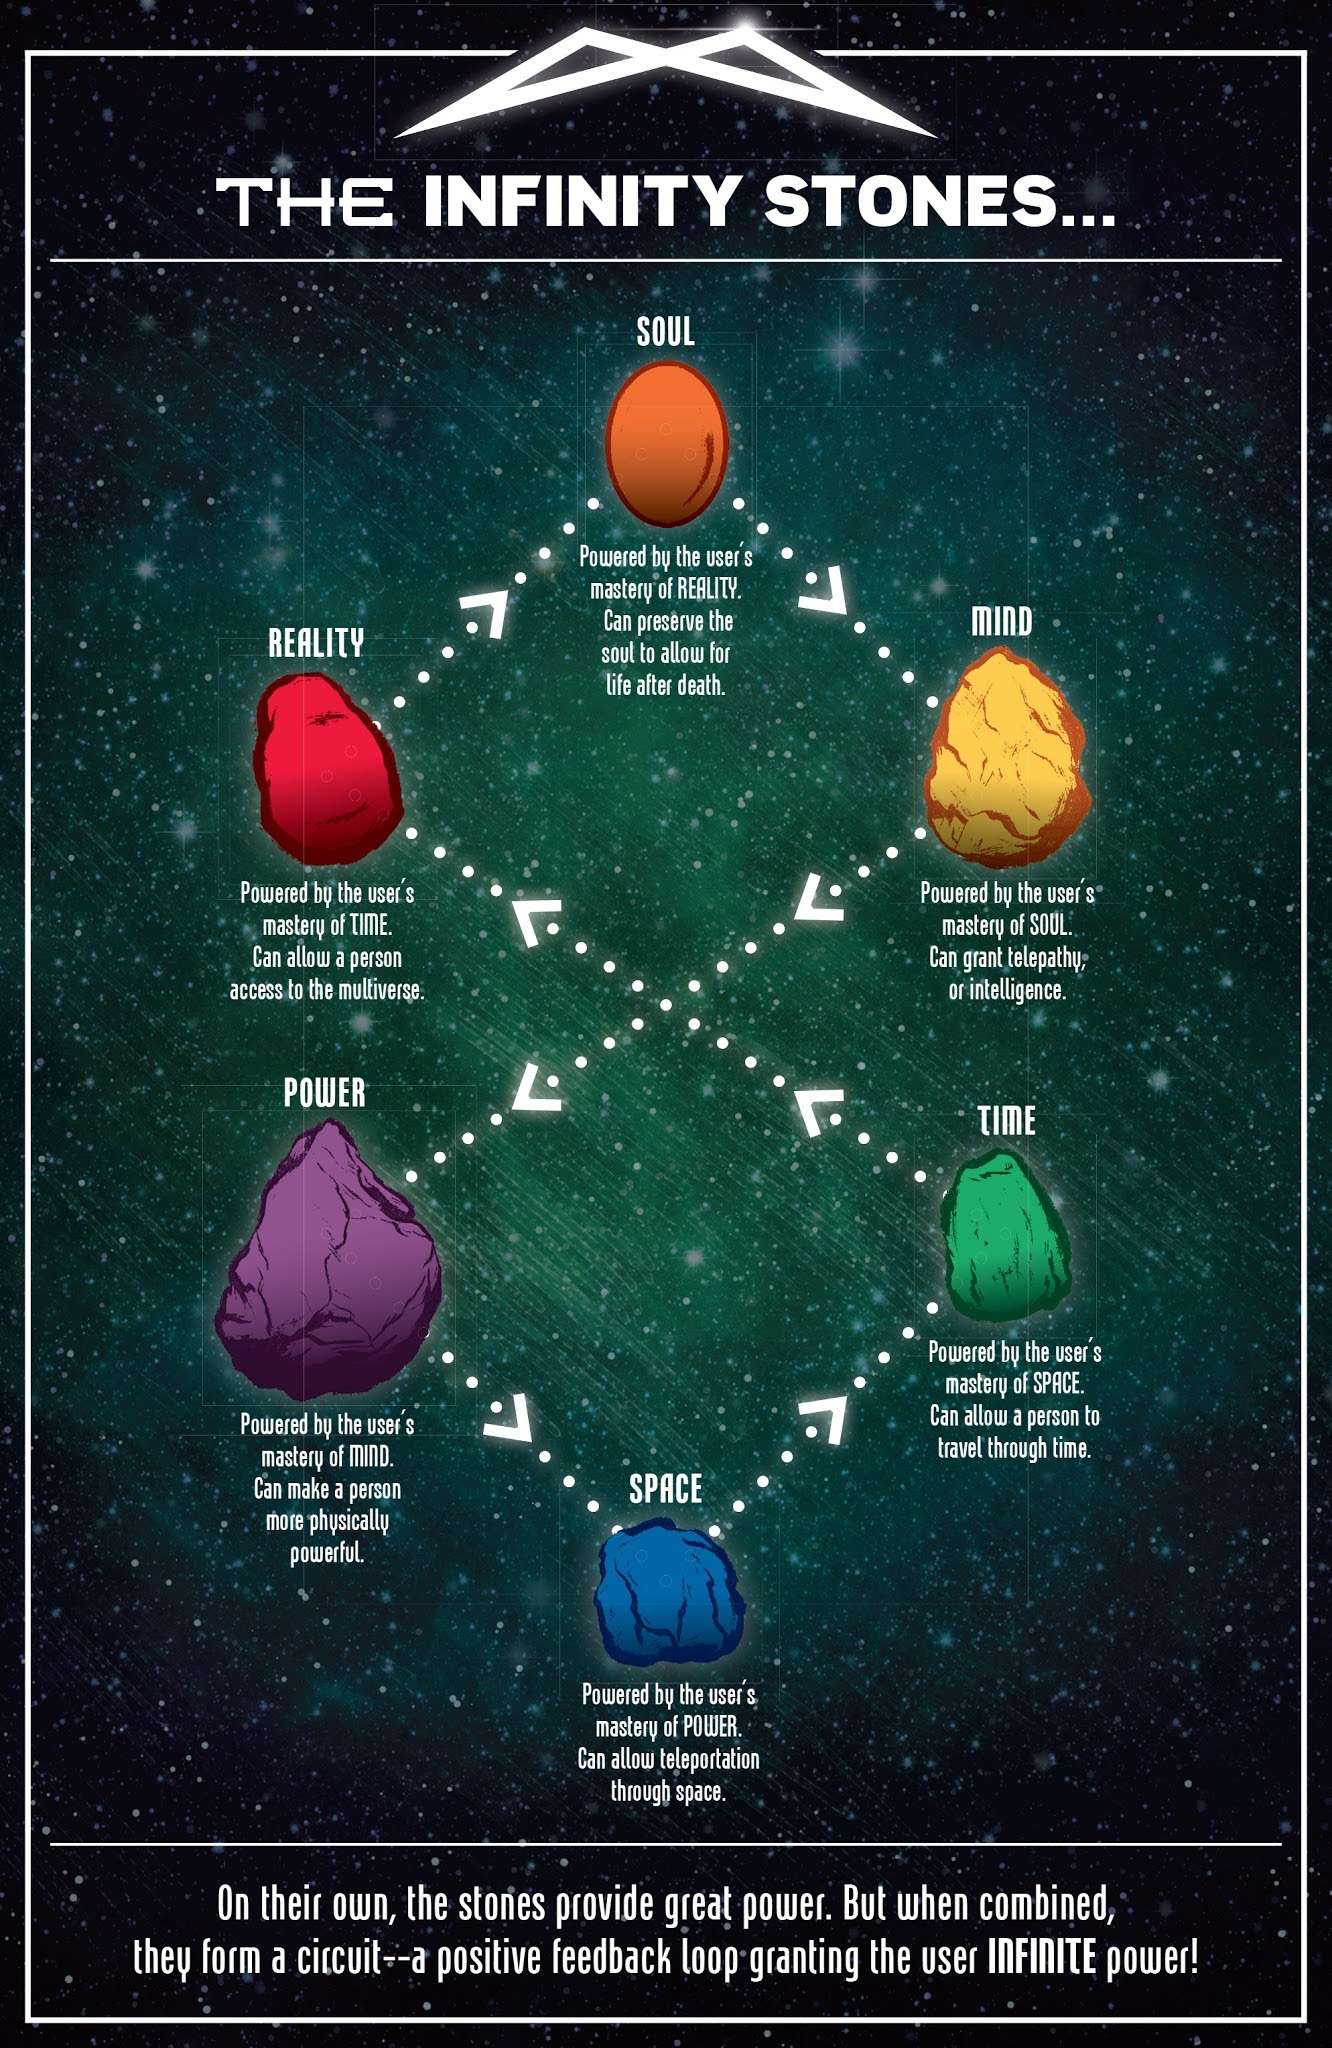 THE INFINITY STONES...
SOUL
Powered by the user's
mastery of REALITY.
Can preserve the
soul to allow for
life after death.
MIND
Powered by the user's
mastery of SOUL.
Can grant telepathy,
or intelligence.
REALITY
Powered by the user's
mastery of TIME.
Can allow a person
access to the multiverse.
POWER
Powered by the user's
mastery of MIND.
Can make a person
more physically
powerful.
TIME
Powered by the user's
mastery of SPACE.
Can allow a person to
travel through time.
SPACE
Powered by the user's
mastery of POWER.
Can allow teleportation
through space.
On their own, the stones provide great power. But when combined,
they form a circuit--a positive feedback loop granting the user INFINITE power!